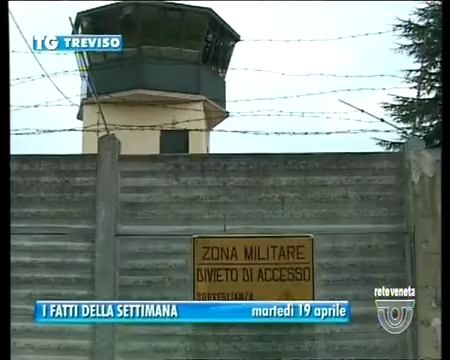 TG TREVISO
ZONA MILITARE
DIVIETO DI ACCESSO
SORVEGLIANZA
I FATTI DELLA SETTIMANA
martedì 19 aprile
reteveneta